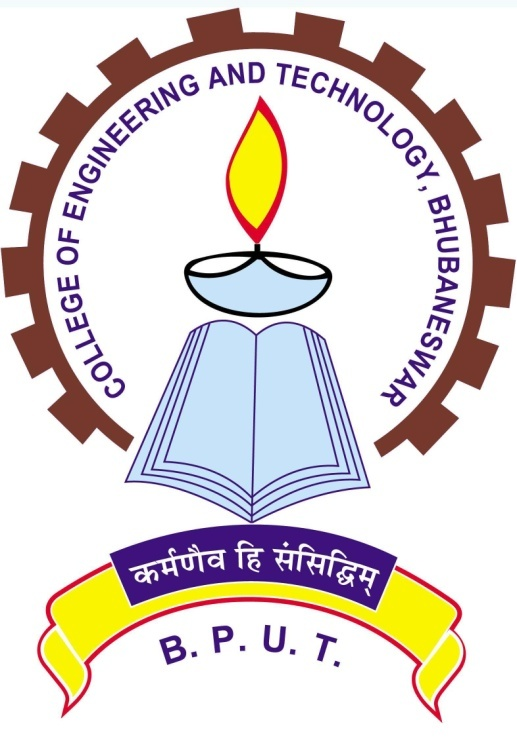 COLLEGE OF ENGINEERING AND TECHNOLOGY, BHUBANESWAR
कर्मणैव हि संसिद्धिम्
B. P. U. T.